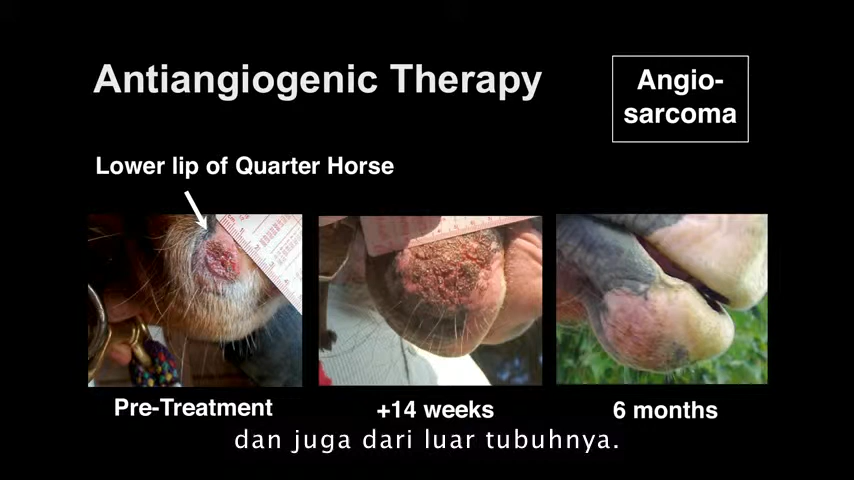 Antiangiogenic Therapy
Angio-
sarcoma
Lower lip of Quarter Horse
Pre-Treatment
+14 weeks
6 months
dan juga dari luar tubuhnya.